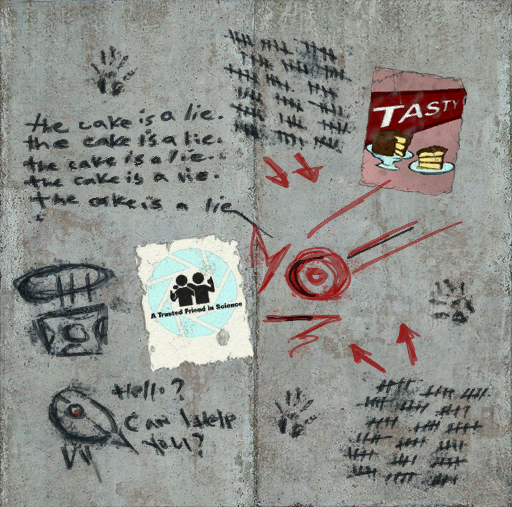 the cake is a lie.
the cake is a lie.
the cake is a lie.
the cake is a lie.
the cake is a lie
TASTY
A Trusted Friend in Science
Hello?
Can I help
you?